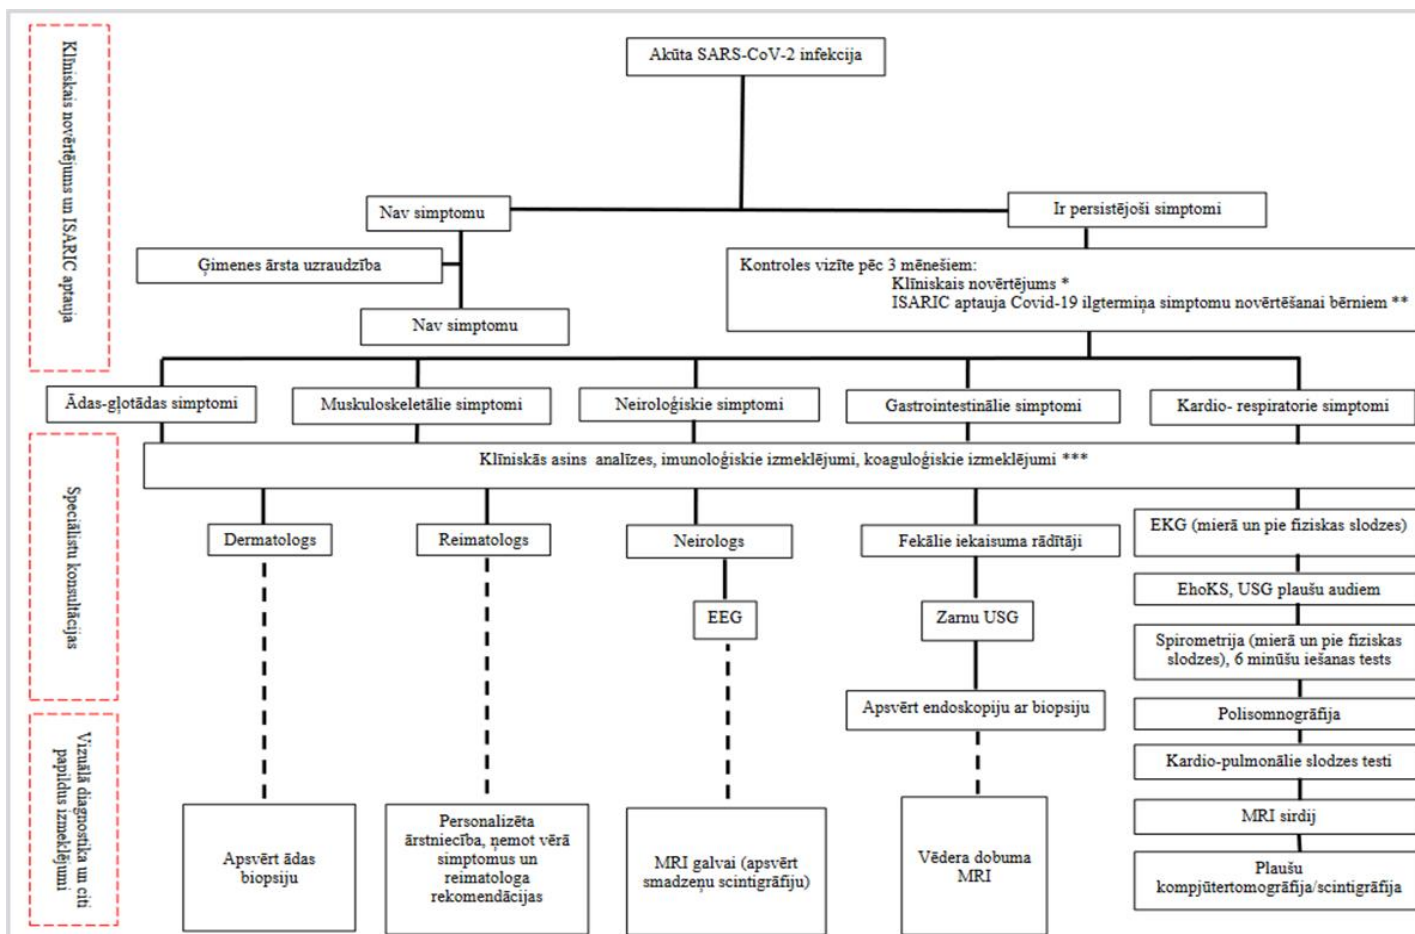 Klīniskais novērtējums un ISARIC aptauja
Akūta SARS-CoV-2 infekcija
Nav simptomu
Ir persistējoši simptomi
Ģimenes ārsta uzraudzība
Nav simptomu
Kontroles vizīte pēc 3 mēnešiem:
Klīniskais novērtējums *
ISARIC aptauja Covid-19 ilgtermiņa simptomu novērtēšanai bērniem **
Ādas-gļotādas simptomi
Muskuloskeletālie simptomi
Neiroloģiskie simptomi
Gastrointestinālie simptomi
Kardio- respiratorie simptomi
Speciālistu konsultācijas
Klīniskās asins analīzes, imunoloģiskie izmeklējumi, koaguloģiskie izmeklējumi ***
Dermatologs
Reimatologs
Neirologs
EEG
Fekālie iekaisuma rādītāji
Zarnu USG
Apsvērt endoskopiju ar biopsiju
EKG (mierā un pie fiziskas slodzes)
EhoKS, USG plaušu audiem
Spirometrija (mierā un pie fiziskas
slodzes), 6 minūšu iešanas tests
Polisomnogrāfija
Kardio-pulmonālie slodzes testi
MRI sirdij
Plaušu
kompjūtertomogrāfija/scintigrāfija
Vizuālā diagnostika un citi
papildus izmeklējumi
Apsvērt ādas
biopsiju
Personalizēta
ārstniecība, ņemot vērā
simptomus un
reimatologa
rekomendācijas
MRI galvai (apsvērt
smadzeņu scintigrāfiju)
Vēdera dobuma
MRI